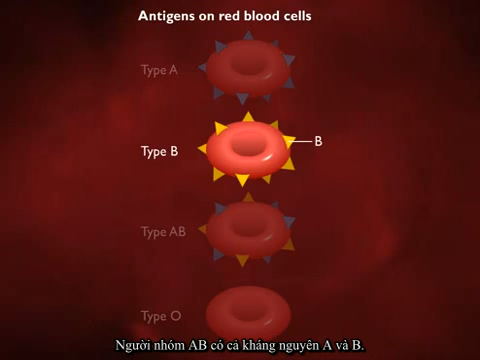 Antigens on red blood cells
Type A
Type B
B
Type AB
Type O
Người nhóm AB có cả kháng nguyên A và B.